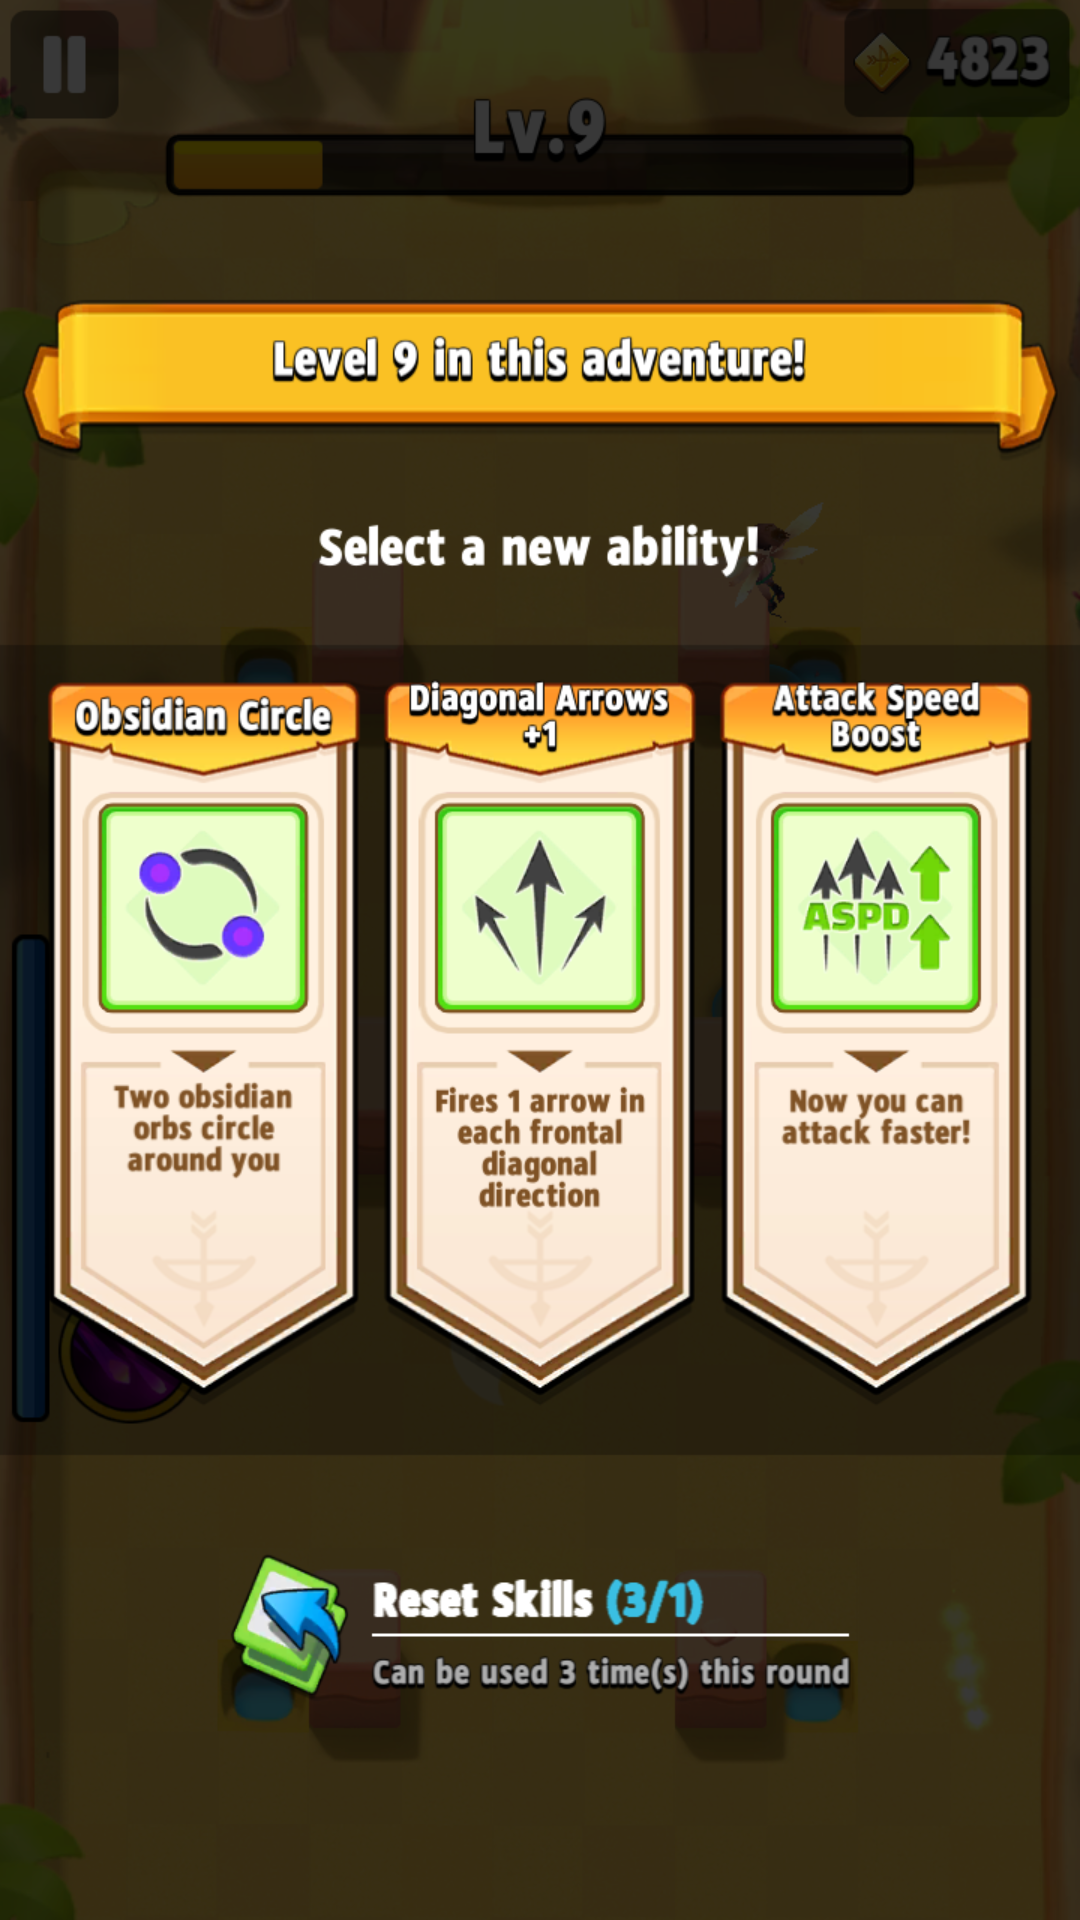 4823
Lv.9
Level 9 in this adventure!
Select a new ability!
Obsidian Circle
Two obsidian
orbs circle
around you
Diagonal Arrows
+1
Fires 1 arrow in
each frontal
diagonal
direction
Attack Speed
Boost
ASPD
Now you can
attack faster!
Reset Skills (3/1)
Can be used 3 time(s) this round